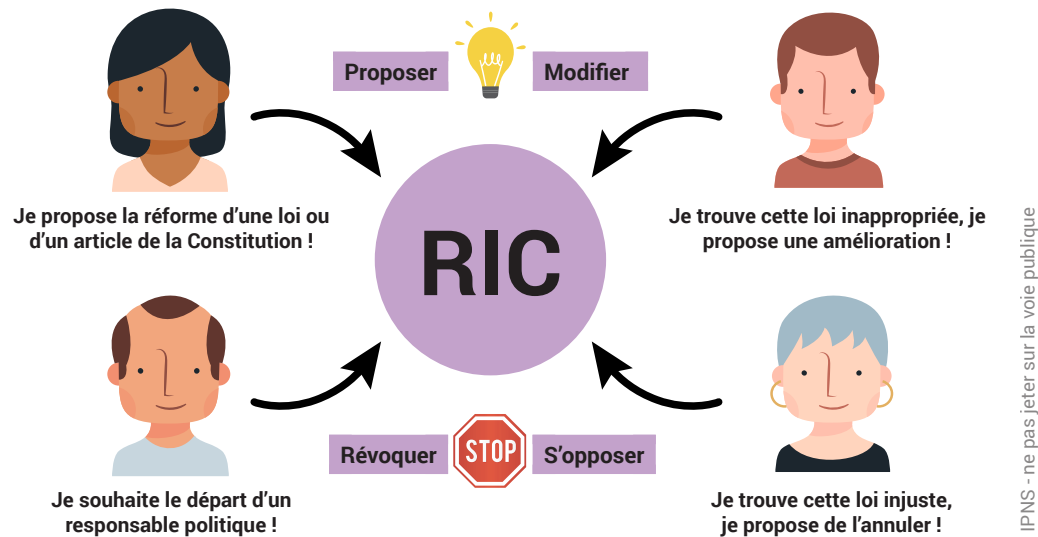 Proposer
Modifier
Je propose la réforme d’une loi ou
d’un article de la Constitution !
Je trouve cette loi inappropriée, je
propose une amélioration !
RIC
Révoquer
STOP
S’opposer
Je souhaite le départ d’un
responsable politique !
Je trouve cette loi injuste,
je propose de l’annuler !
IPNS - ne pas jeter sur la voie publique